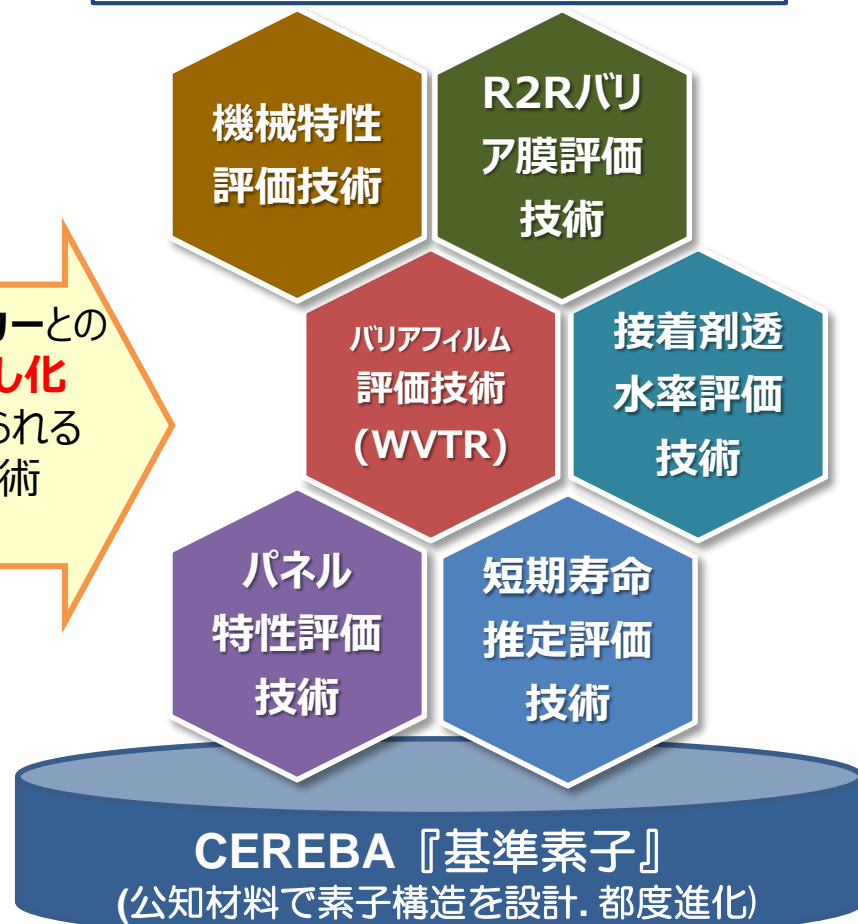 機械特性
評価技術
R2Rバリ
ア膜評価
技術
リーとの
し化
られる
術
バリアフィルム
評価技術
(WVTR)
接着剤透
水率評価
技術
パネル
特性評価
技術
短期寿命
推定評価
技術
CEREBA『基準素子』
(公知材料で素子構造を設計．都度進化)